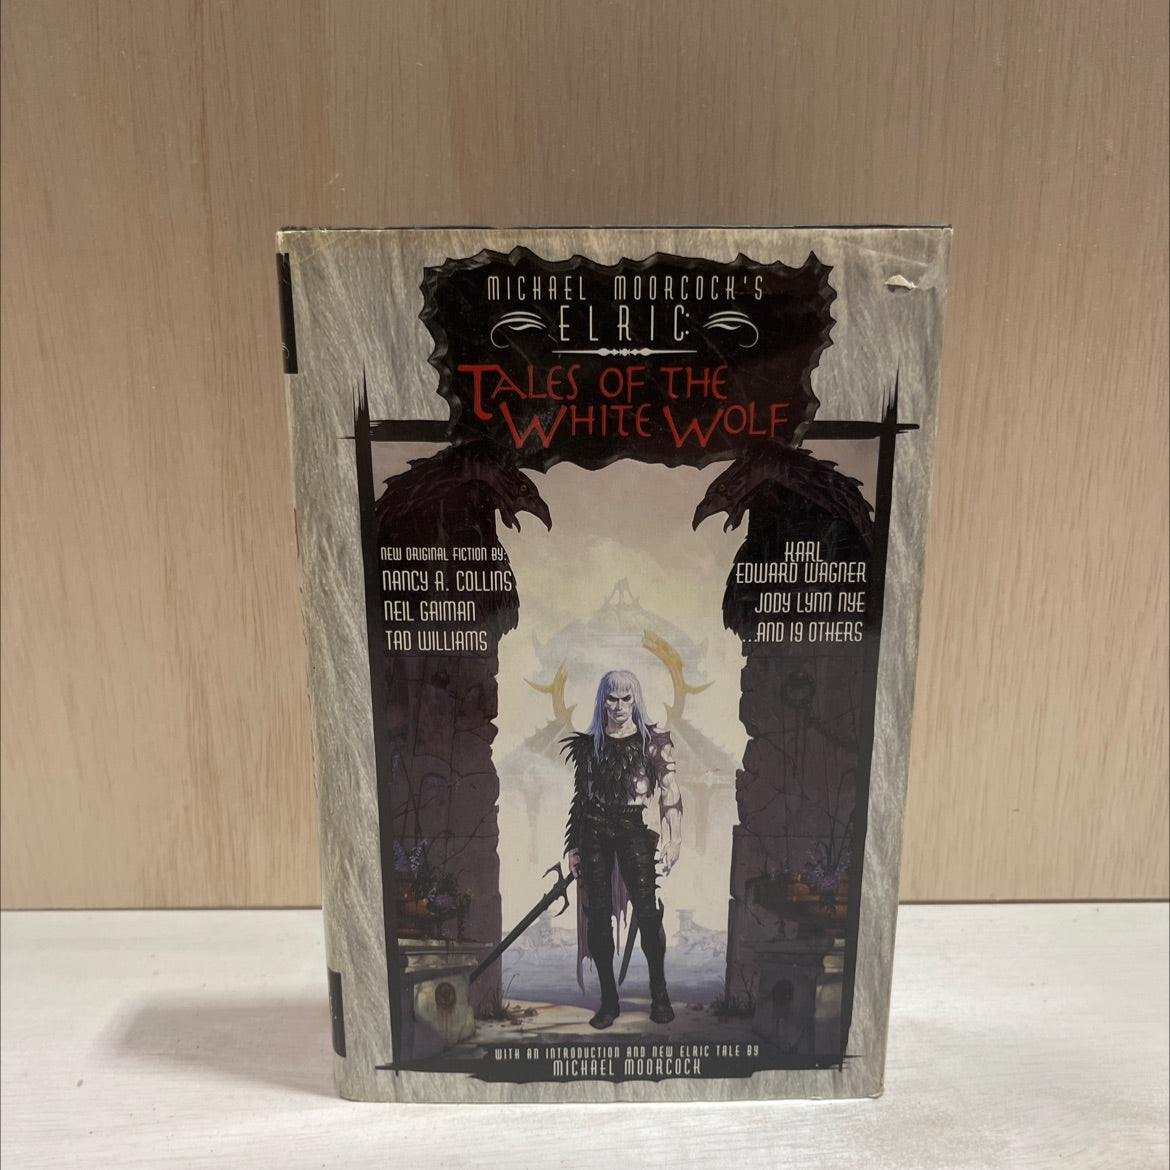 MICHAEL MOORCOCK'S
ELRIC:
TALES OF THE
WHITE WOLF
NEW ORIGINAL FICTION BY:
NANCY A. COLLINS
NEIL GAIMAN
TAD WILLIAMS
KARL
EDWARD WAGNER
JODY LYNN NYE
...AND 19 OTHERS
WITH AN INTRODUCTION AND NEW ELRIC TALE BY
MICHAEL MOORCOCK